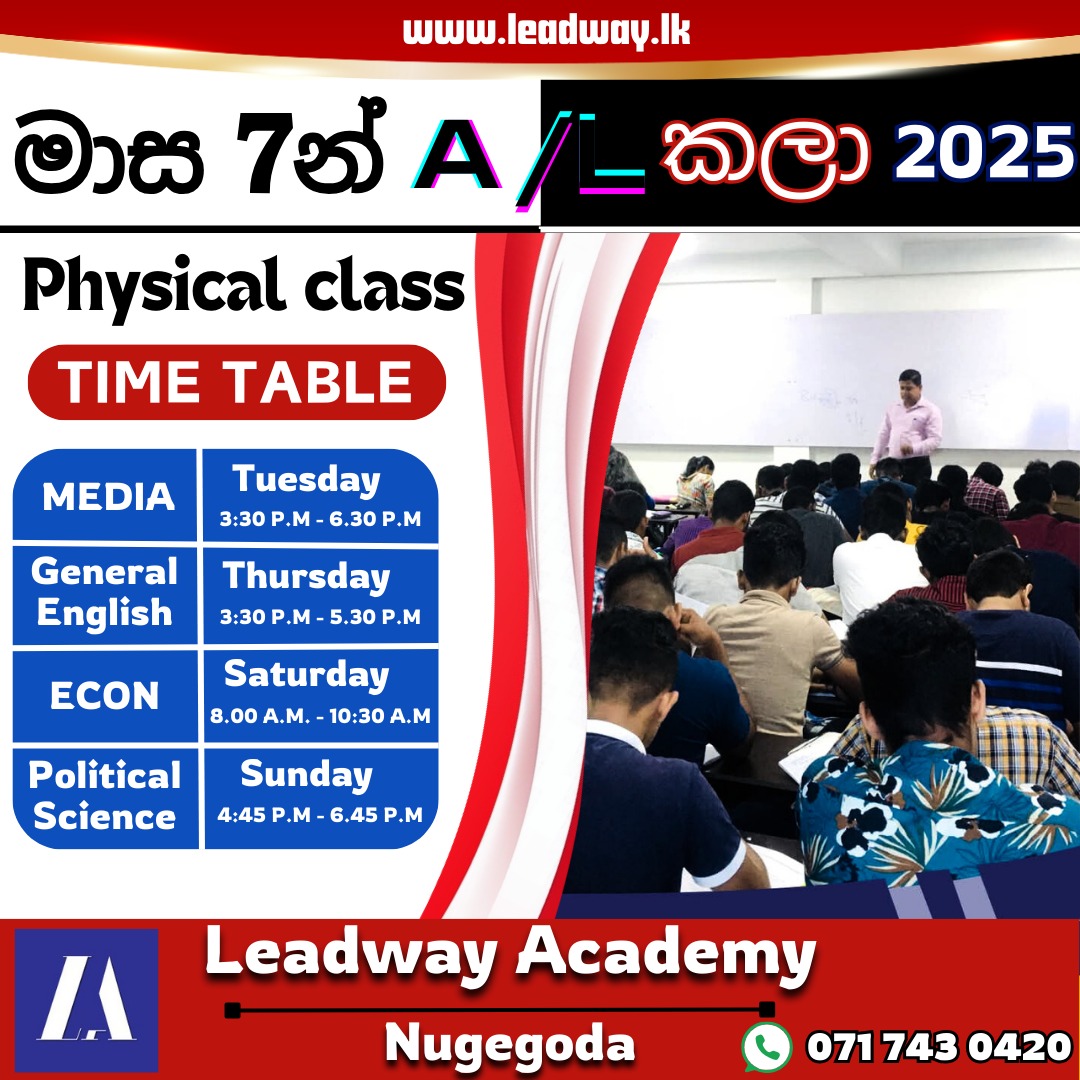 www.leadway.lk
මාස 7න් A/L කලා 2025
Physical class
TIME TABLE
MEDIA
Tuesday
3:30 P.M - 6.30 P.M
General
English
Thursday
3:30 P.M - 5.30 P.M
ECON
Saturday
8.00 A.M. - 10:30 A.M
Political
Science
Sunday
4:45 P.M - 6.45 P.M
LA
Leadway Academy
Nugegoda
071 743 0420